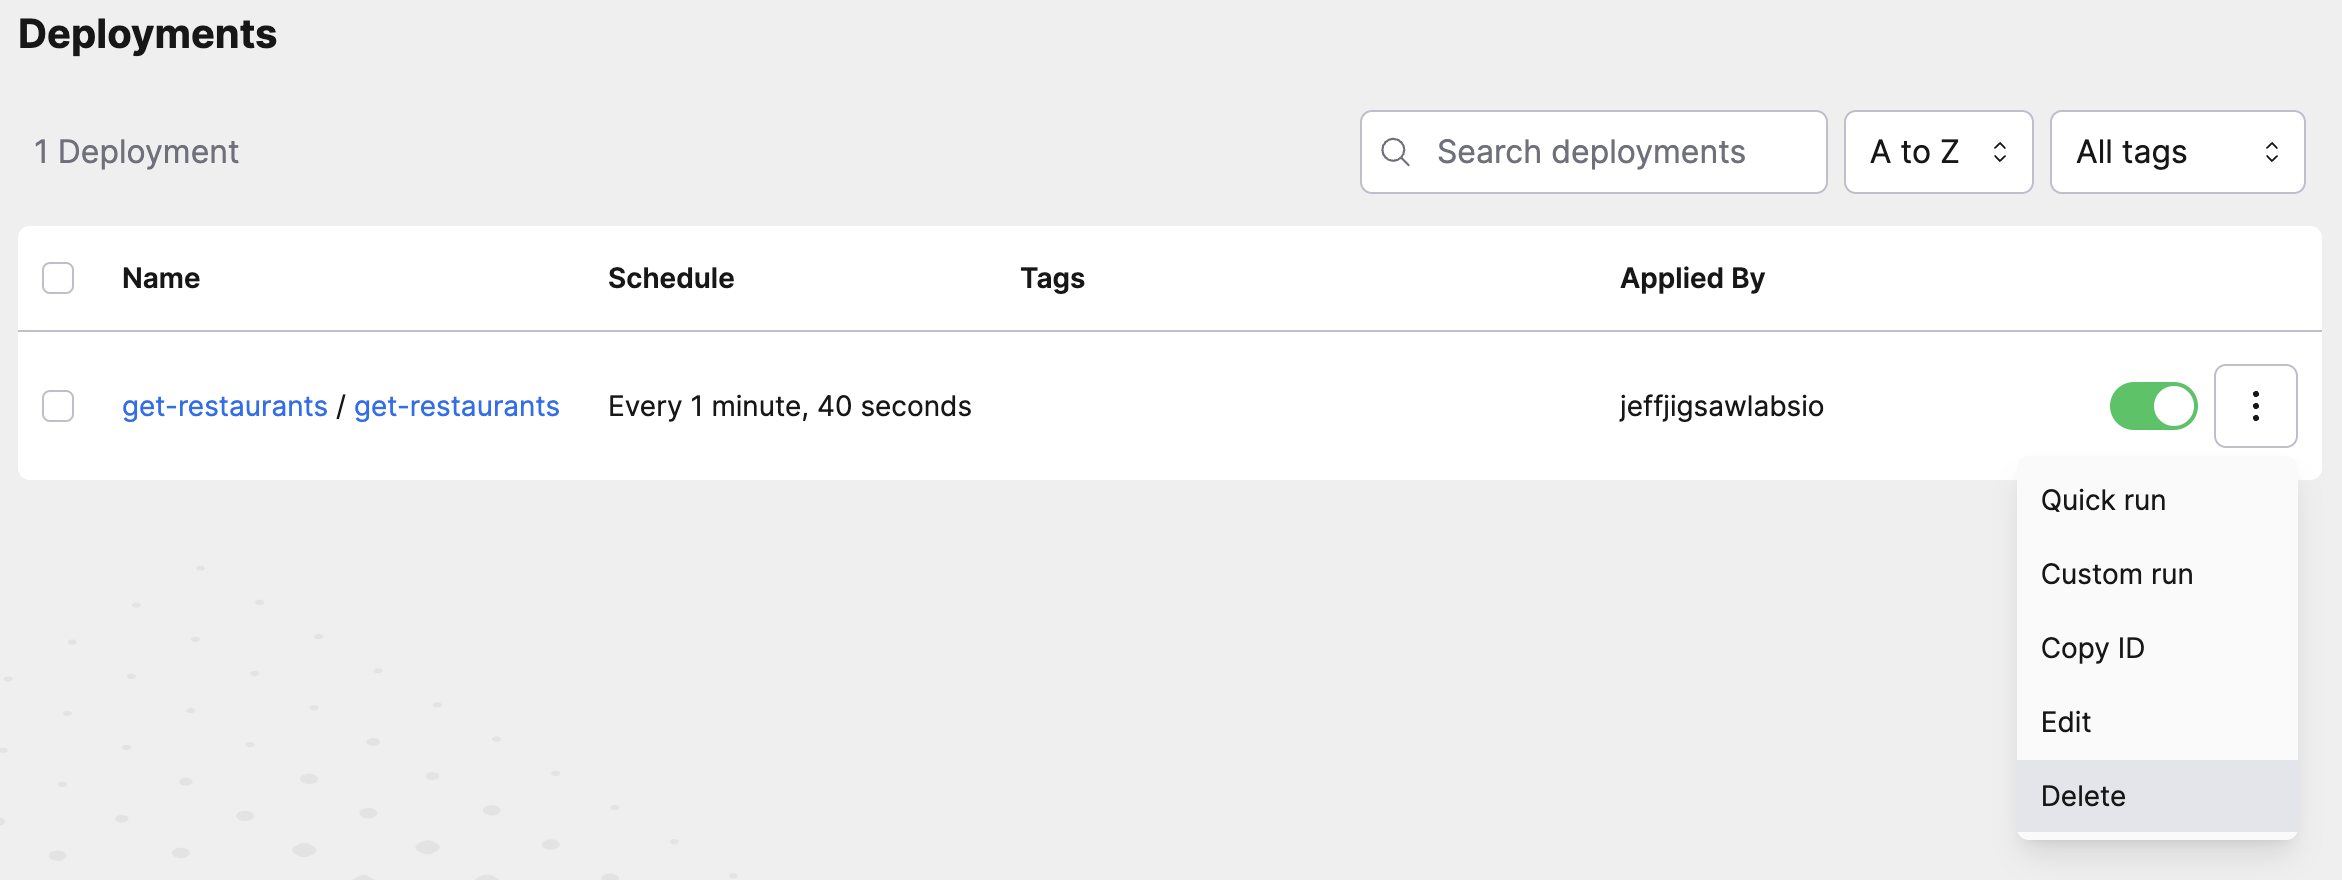 Deployments
1 Deployment
Search deployments
A to Z
All tags
Name Schedule Tags Applied By
get-restaurants / get-restaurants Every 1 minute, 40 seconds jeffjigsawlabsio
Quick run
Custom run
Copy ID
Edit
Delete